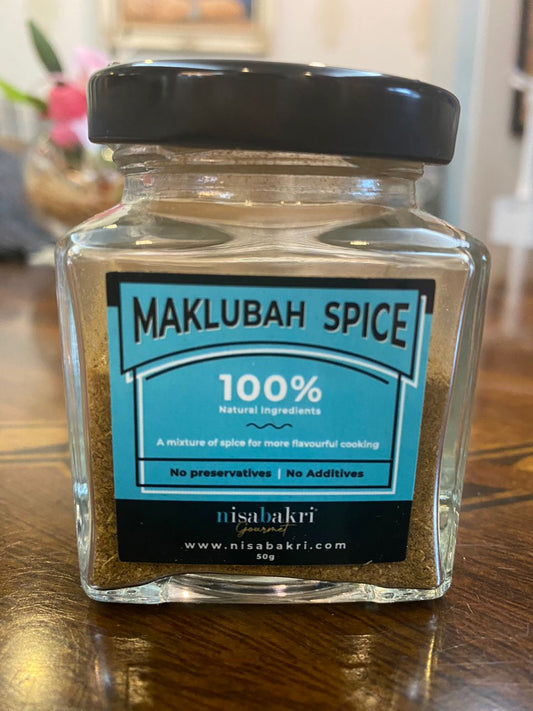 MAKLUBAH SPICE
100%
Natural Ingredients
A mixture of spice for more flavourful cooking
No preservatives | No Additives
nisabakri
Gourmet
www.nisabakri.com
50g